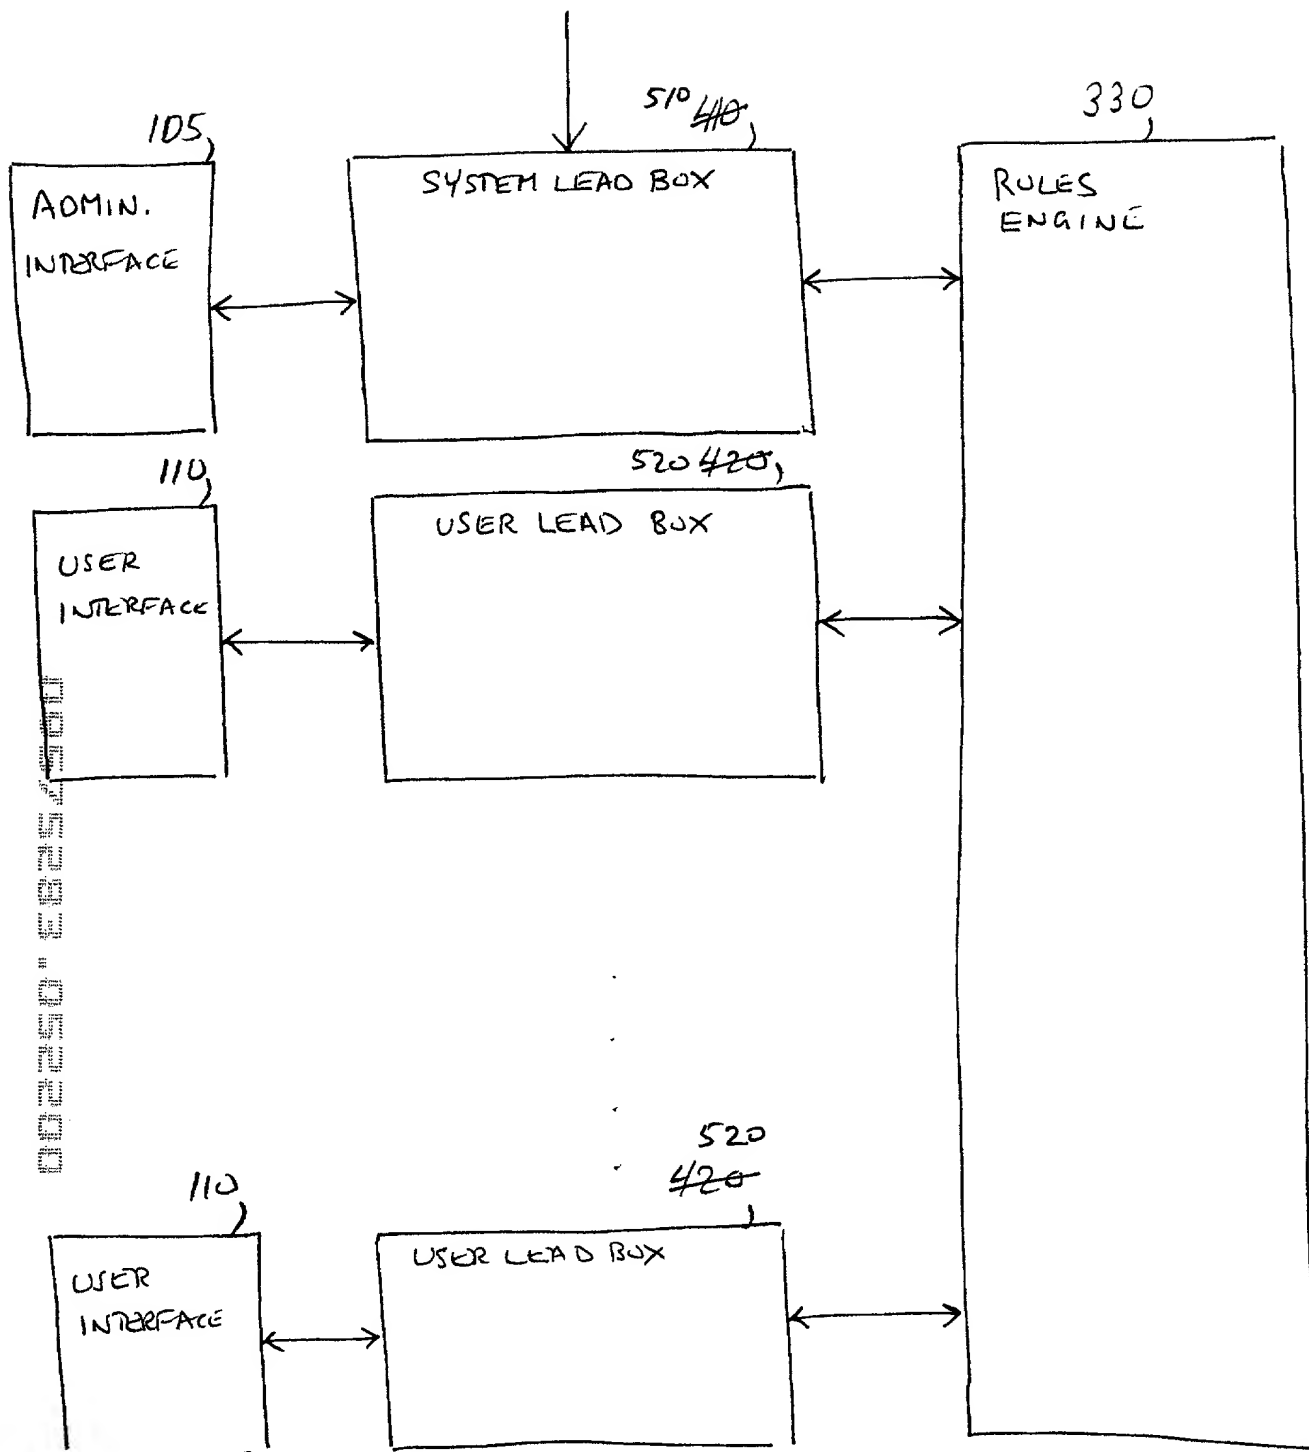 510 410
330
105
SYSTEM LEAD BOX
RULES
ENGINE
ADMIN.
INTERFACE
520 420
110
USER LEAD BOX
USER
INTERFACE
520
420
110
USER LEAD BOX
USER
INTERFACE